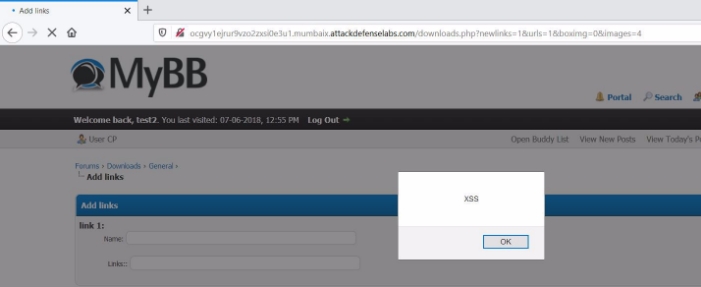 Add links
ocgvy1ejrur9vzo2zxsi0e3u1.mumbaix.attackdefenselabs.com/downloads.php?newlinks=1&urls=1&boximg=0&images=4
MyBB
Portal Search
Welcome back, test2. You last visited: 07-06-2018, 12:55 PM Log Out
User CP Open Buddy List View New Posts View Today's
Forums › Downloads › General ›
Add links
XSS
Add links
link 1:
Name:
OK
Links::